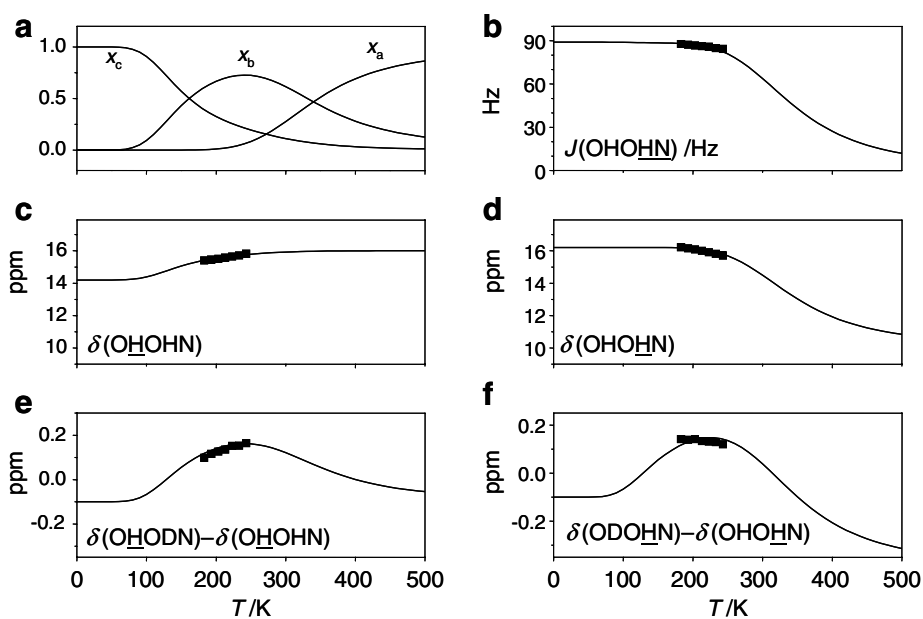 a
1.0
0.5
0.0
x_c
x_b
x_a
b
90
60
30
0
Hz
J(OHOHN) /Hz
c
16
14
12
10
ppm
δ(OHOHN)
d
16
14
12
10
ppm
δ(OHOHN)
e
0.2
0.0
-0.2
ppm
δ(OHODN)–δ(OHOHN)
0 100 200 300 400 500
T /K
f
0.2
0.0
-0.2
ppm
δ(ODOHN)–δ(OHOHN)
0 100 200 300 400 500
T /K